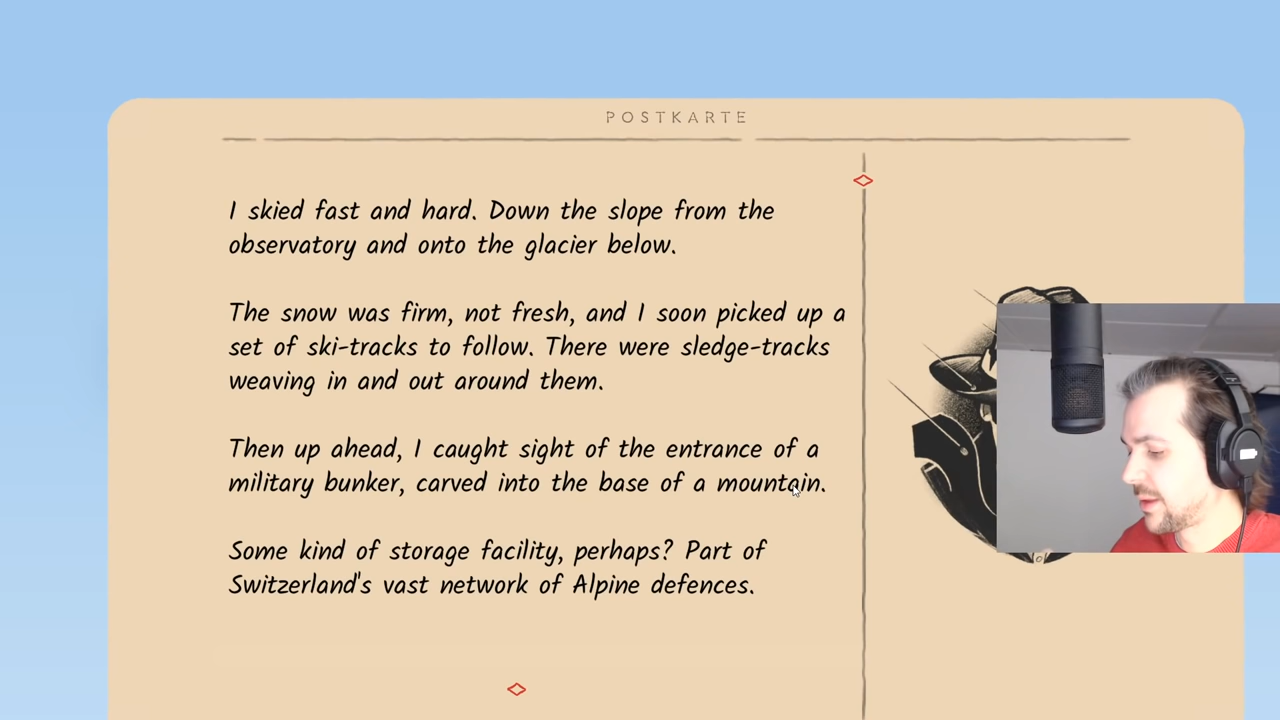 POSTKARTE
I skied fast and hard. Down the slope from the
observatory and onto the glacier below.
The snow was firm, not fresh, and I soon picked up a
set of ski-tracks to follow. There were sledge-tracks
weaving in and out around them.
Then up ahead, I caught sight of the entrance of a
military bunker, carved into the base of a mountain.
Some kind of storage facility, perhaps? Part of
Switzerland's vast network of Alpine defences.